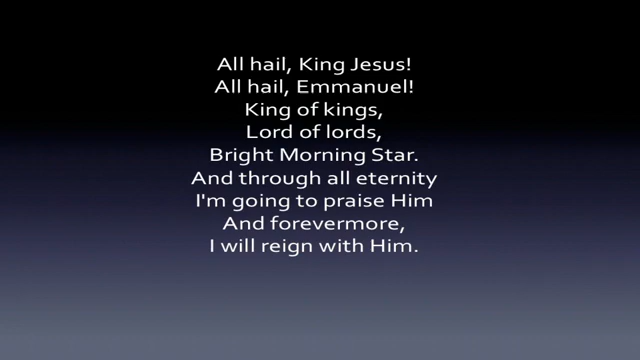 All hail, King Jesus!
All hail, Emmanuel!
King of kings,
Lord of lords,
Bright Morning Star.
And through all eternity
I'm going to praise Him
And forevermore,
I will reign with Him.